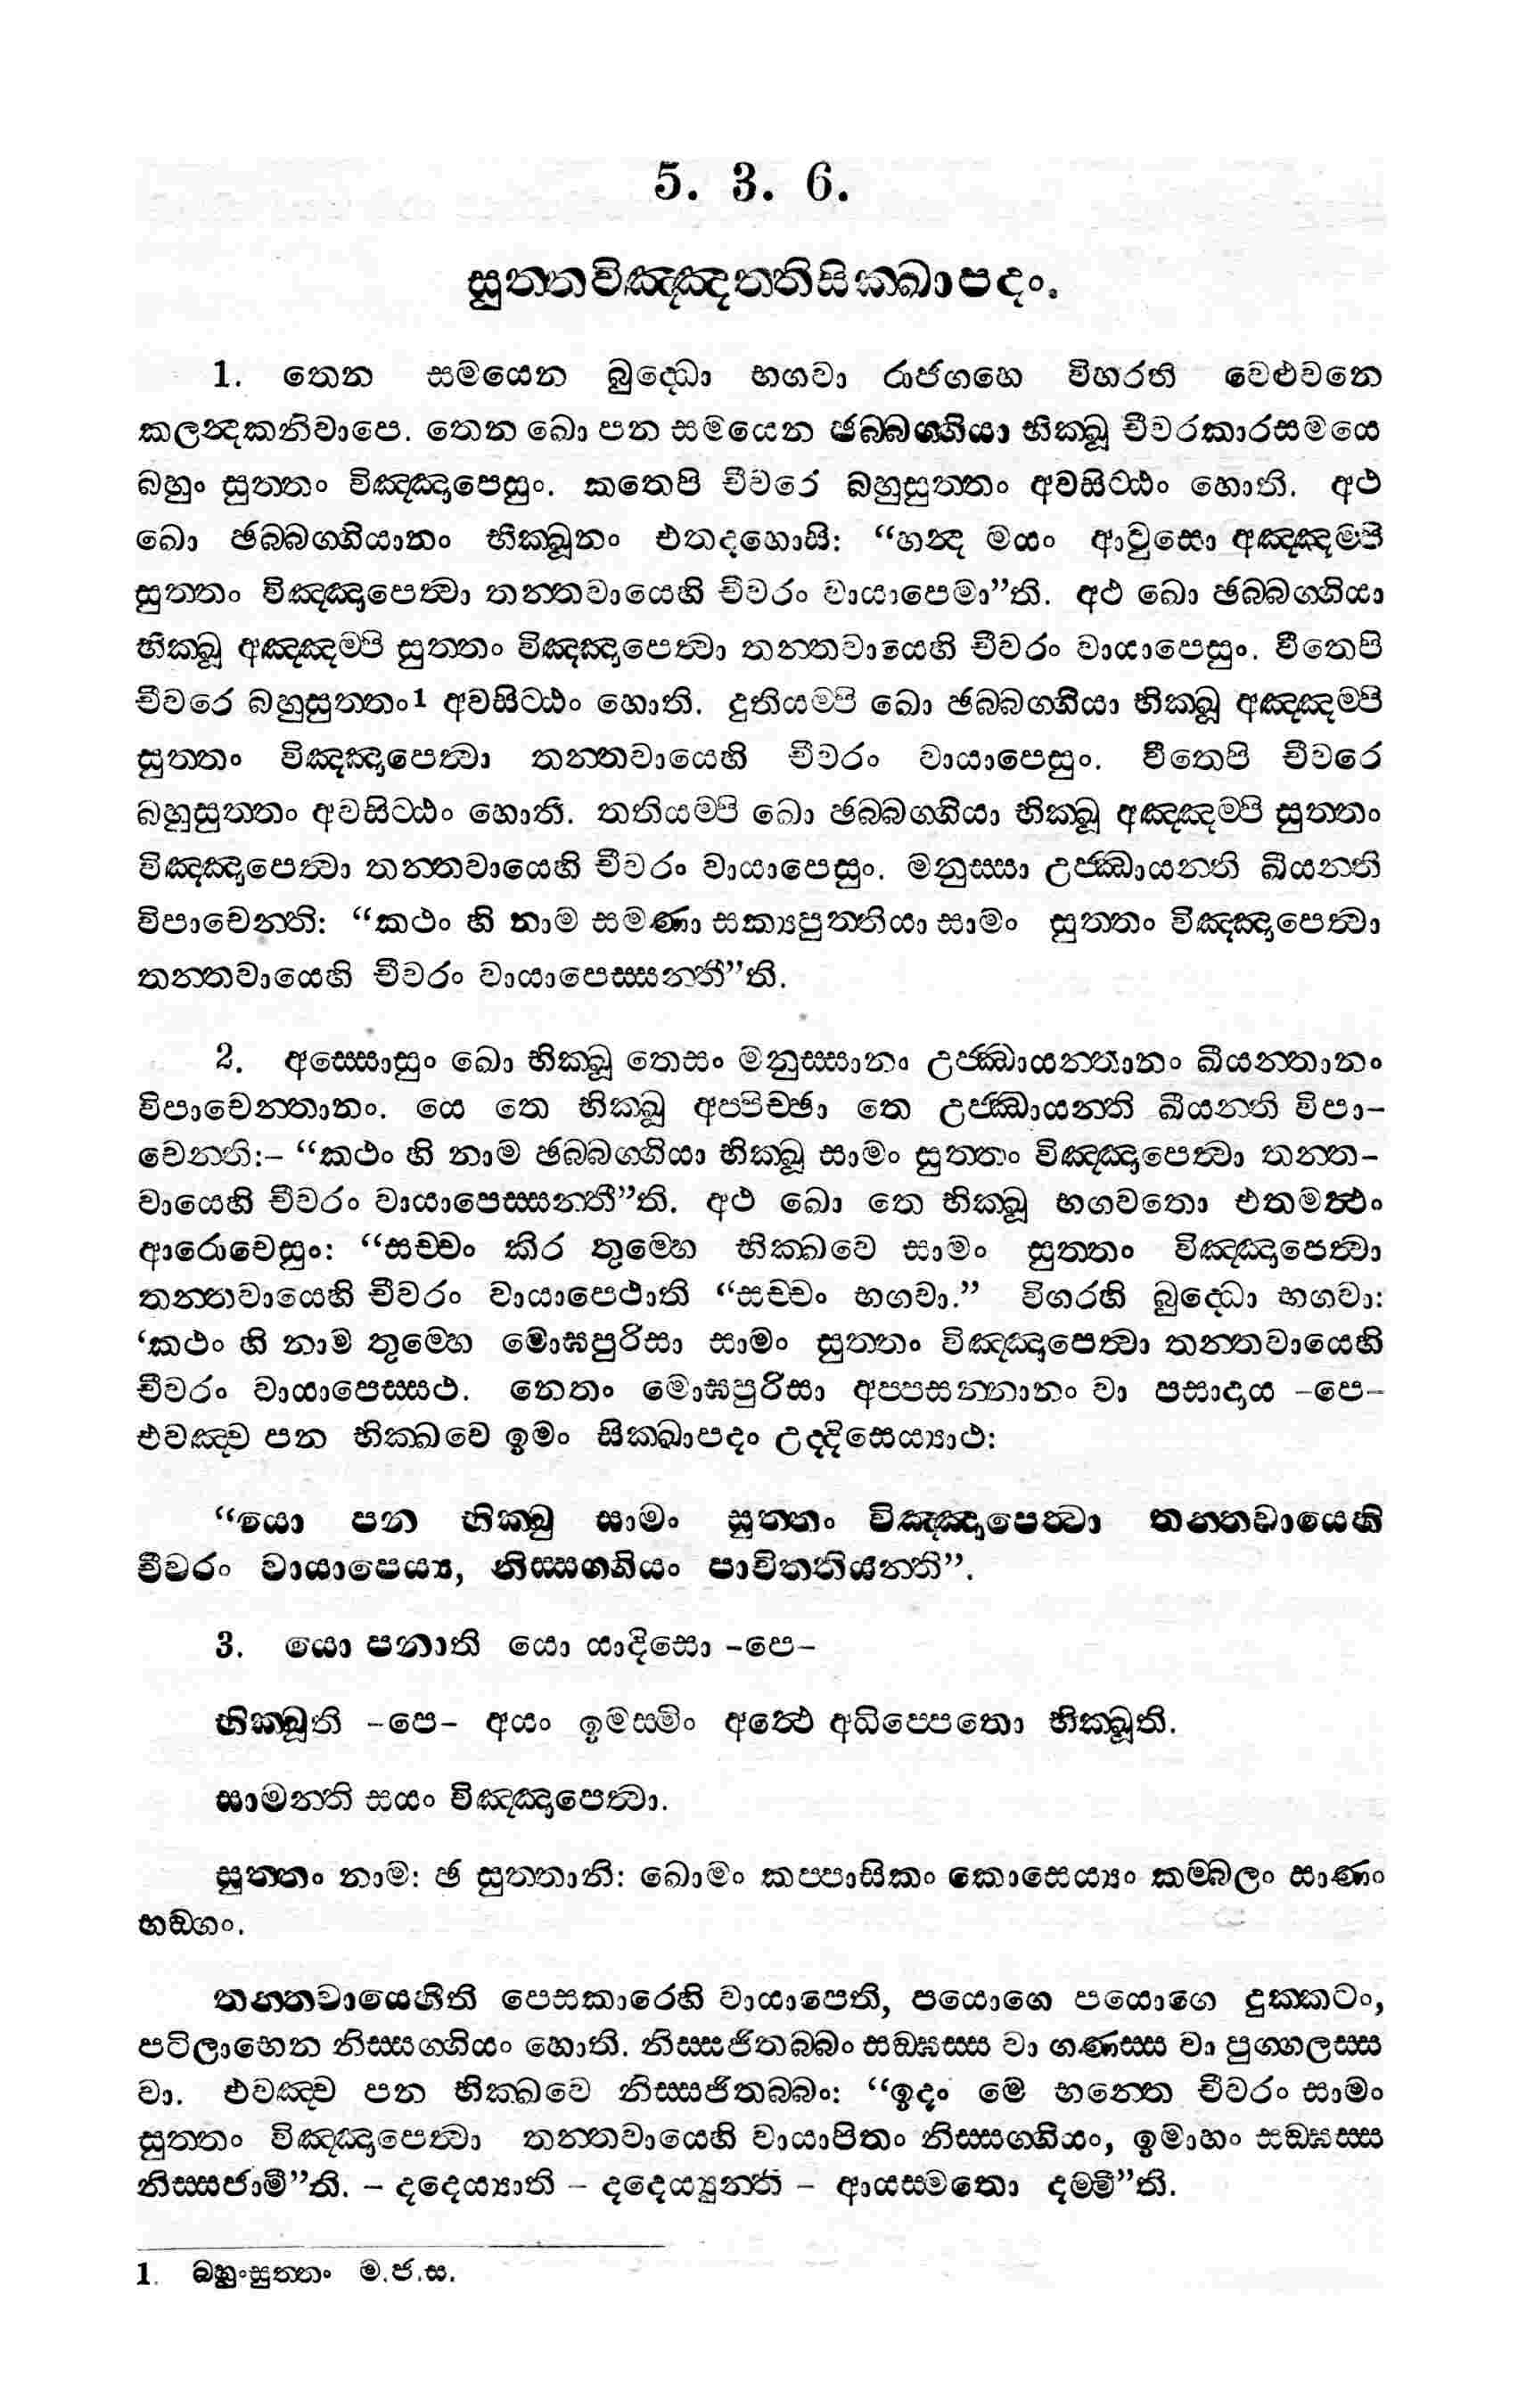 5. 3. 6.
සුත්තවිඤ්ඤත්තිසික්ඛාපදං.
1. තෙන සමයෙන බුද්ධො භගවා රාජගහෙ විහරති වෙළුවනෙ
කලන්දකනිවාපෙ. තෙන ඛො පන සමයෙන ඡබ්බග්ගියා භික්ඛූ චීවරකාරසමයෙ
බහුං සුත්තං විඤ්ඤාපෙසුං. කතෙපි චීවරෙ බහුසුත්තං අවසිට්ඨං හොති. අථ
ඛො ඡබ්බග්ගියානං භික්ඛූනං එතදහොසි: “හන්ද මයං ආවුසො අඤ්ඤම්පි
සුත්තං විඤ්ඤාපෙත්වා තන්තවායෙහි චීවරං වායාපෙමා”ති. අථ ඛො ඡබ්බග්ගියා
භික්ඛූ අඤ්ඤම්පි සුත්තං විඤ්ඤාපෙත්වා තන්තවායෙහි චීවරං වායාපෙසුං. වීතෙපි
චීවරෙ බහුසුත්තං1 අවසිට්ඨං හොති. දුතියම්පි ඛො ඡබ්බග්ගියා භික්ඛූ අඤ්ඤම්පි
සුත්තං විඤ්ඤාපෙත්වා තන්තවායෙහි චීවරං වායාපෙසුං. වීතෙපි චීවරෙ
බහුසුත්තං අවසිට්ඨං හොති. තතියම්පි ඛො ඡබ්බග්ගියා භික්ඛූ අඤ්ඤම්පි සුත්තං
විඤ්ඤාපෙත්වා තන්තවායෙහි චීවරං වායාපෙසුං. මනුස්සා උජ්ඣායන්ති ඛීයන්ති
විපාචෙන්ති: “කථං හි නාම සමණා සක්‍යපුත්තියා සාමං සුත්තං විඤ්ඤාපෙත්වා
තන්තවායෙහි චීවරං වායාපෙස්සන්තී”ති.
2. අස්සොසුං ඛො භික්ඛූ තෙසං මනුස්සානං උජ්ඣායන්තානං ඛීයන්තානං
විපාචෙන්තානං. යෙ තෙ භික්ඛූ අප්පිච්ඡා තෙ උජ්ඣායන්ති ඛීයන්ති විපා-
චෙන්ති:- “කථං හි නාම ඡබ්බග්ගියා භික්ඛූ සාමං සුත්තං විඤ්ඤාපෙත්වා තන්ත-
වායෙහි චීවරං වායාපෙස්සන්තී”ති. අථ ඛො තෙ භික්ඛූ භගවතො එතමත්ථං
ආරොචෙසුං: “සච්චං කිර තුම්හෙ භික්ඛවෙ සාමං සුත්තං විඤ්ඤාපෙත්වා
තන්තවායෙහි චීවරං වායාපෙථාති “සච්චං භගවා.” විගරහි බුද්ධො භගවා:
‘කථං හි නාම තුම්හෙ මොඝපුරිසා සාමං සුත්තං විඤ්ඤාපෙත්වා තන්තවායෙහි
චීවරං වායාපෙස්සථ. නෙතං මොඝපුරිසා අප්පසන්නානං වා පසාදාය -පෙ-
එවඤ්ච පන භික්ඛවෙ ඉමං සික්ඛාපදං උද්දිසෙය්‍යාථ:
“යො පන භික්ඛු සාමං සුත්තං විඤ්ඤාපෙත්වා තන්තවායෙහි
චීවරං වායාපෙය්‍ය, නිස්සග්ගියං පාචිත්තියන්ති”.
3. යො පනාති යො යාදිසො -පෙ-
භික්ඛූති -පෙ- අයං ඉමස්මිං අත්ථෙ අධිප්පෙතො භික්ඛූති.
සාමන්ති සයං විඤ්ඤාපෙත්වා.
සුත්තං නාම: ඡ සුත්තානි: ඛොමං කප්පාසිකං කොසෙය්‍යං කම්බලං සාණං
භඞ්ගං.
තන්තවායෙහීති පෙසකාරෙහි වායාපෙති, පයොගෙ පයොගෙ දුක්කටං,
පටිලාභෙන නිස්සග්ගියං හොති. නිස්සජිතබ්බං සඞ්ඝස්ස වා ගණස්ස වා පුග්ගලස්ස
වා. එවඤ්ච පන භික්ඛවෙ නිස්සජිතබ්බං: “ඉදං මෙ භන්තෙ චීවරං සාමං
සුත්තං විඤ්ඤාපෙත්වා තන්තවායෙහි වායාපිතං නිස්සග්ගියං, ඉමාහං සඞ්ඝස්ස
නිස්සජාමී”ති. - දදෙය්‍යාති - දදෙය්‍යුන්ති - ආයස්මතො දම්මී”ති.
1. බහුංසුත්තං ම.ජ.ස.